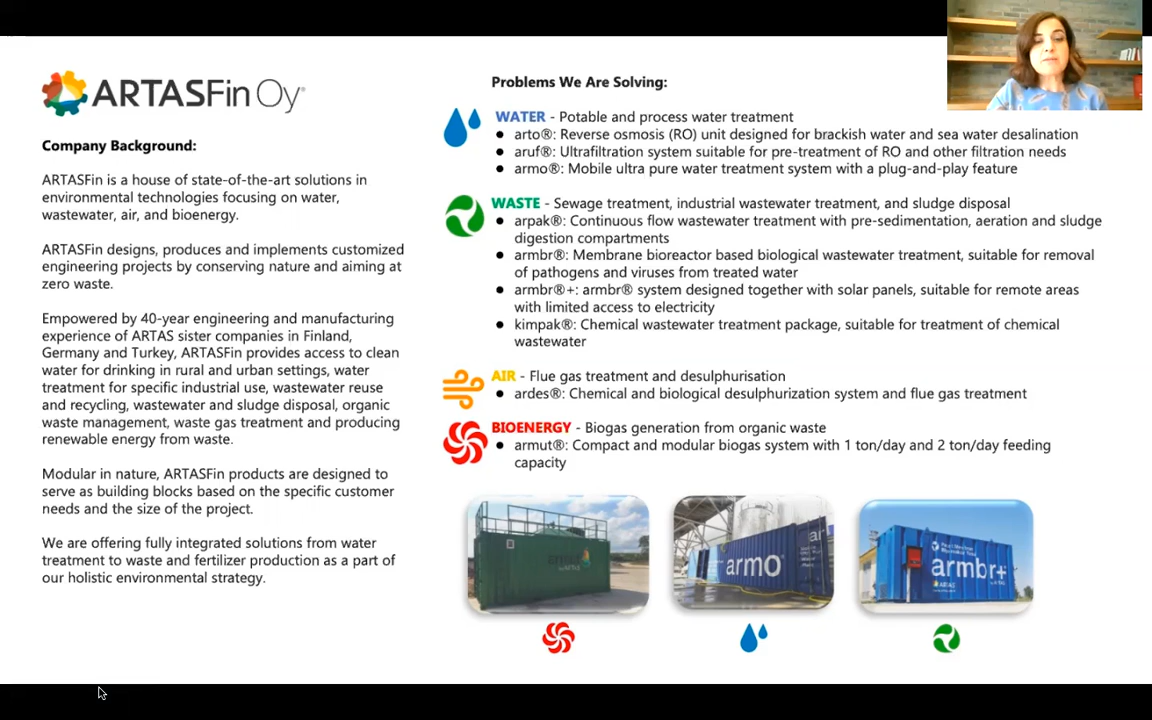 ARTASFin Oy
Company Background:
ARTASFin is a house of state-of-the-art solutions in
environmental technologies focusing on water,
wastewater, air, and bioenergy.
ARTASFin designs, produces and implements customized
engineering projects by conserving nature and aiming at
zero waste.
Empowered by 40-year engineering and manufacturing
experience of ARTAS sister companies in Finland,
Germany and Turkey, ARTASFin provides access to clean
water for drinking in rural and urban settings, water
treatment for specific industrial use, wastewater reuse
and recycling, wastewater and sludge disposal, organic
waste management, waste gas treatment and producing
renewable energy from waste.
Modular in nature, ARTASFin products are designed to
serve as building blocks based on the specific customer
needs and the size of the project.
We are offering fully integrated solutions from water
treatment to waste and fertilizer production as a part of
our holistic environmental strategy.
Problems We Are Solving:
WATER - Potable and process water treatment
● arto®: Reverse osmosis (RO) unit designed for brackish water and sea water desalination
● aruf®: Ultrafiltration system suitable for pre-treatment of RO and other filtration needs
● armo®: Mobile ultra pure water treatment system with a plug-and-play feature
WASTE - Sewage treatment, industrial wastewater treatment, and sludge disposal
● arpak®: Continuous flow wastewater treatment with pre-sedimentation, aeration and sludge
digestion compartments
● armbr®: Membrane bioreactor based biological wastewater treatment, suitable for removal
of pathogens and viruses from treated water
● armbr®+: armbr® system designed together with solar panels, suitable for remote areas
with limited access to electricity
● kimpak®: Chemical wastewater treatment package, suitable for treatment of chemical
wastewater
AIR - Flue gas treatment and desulphurisation
● ardes®: Chemical and biological desulphurization system and flue gas treatment
BIOENERGY - Biogas generation from organic waste
● armut®: Compact and modular biogas system with 1 ton/day and 2 ton/day feeding
capacity
armut
armo
ar
armbr+